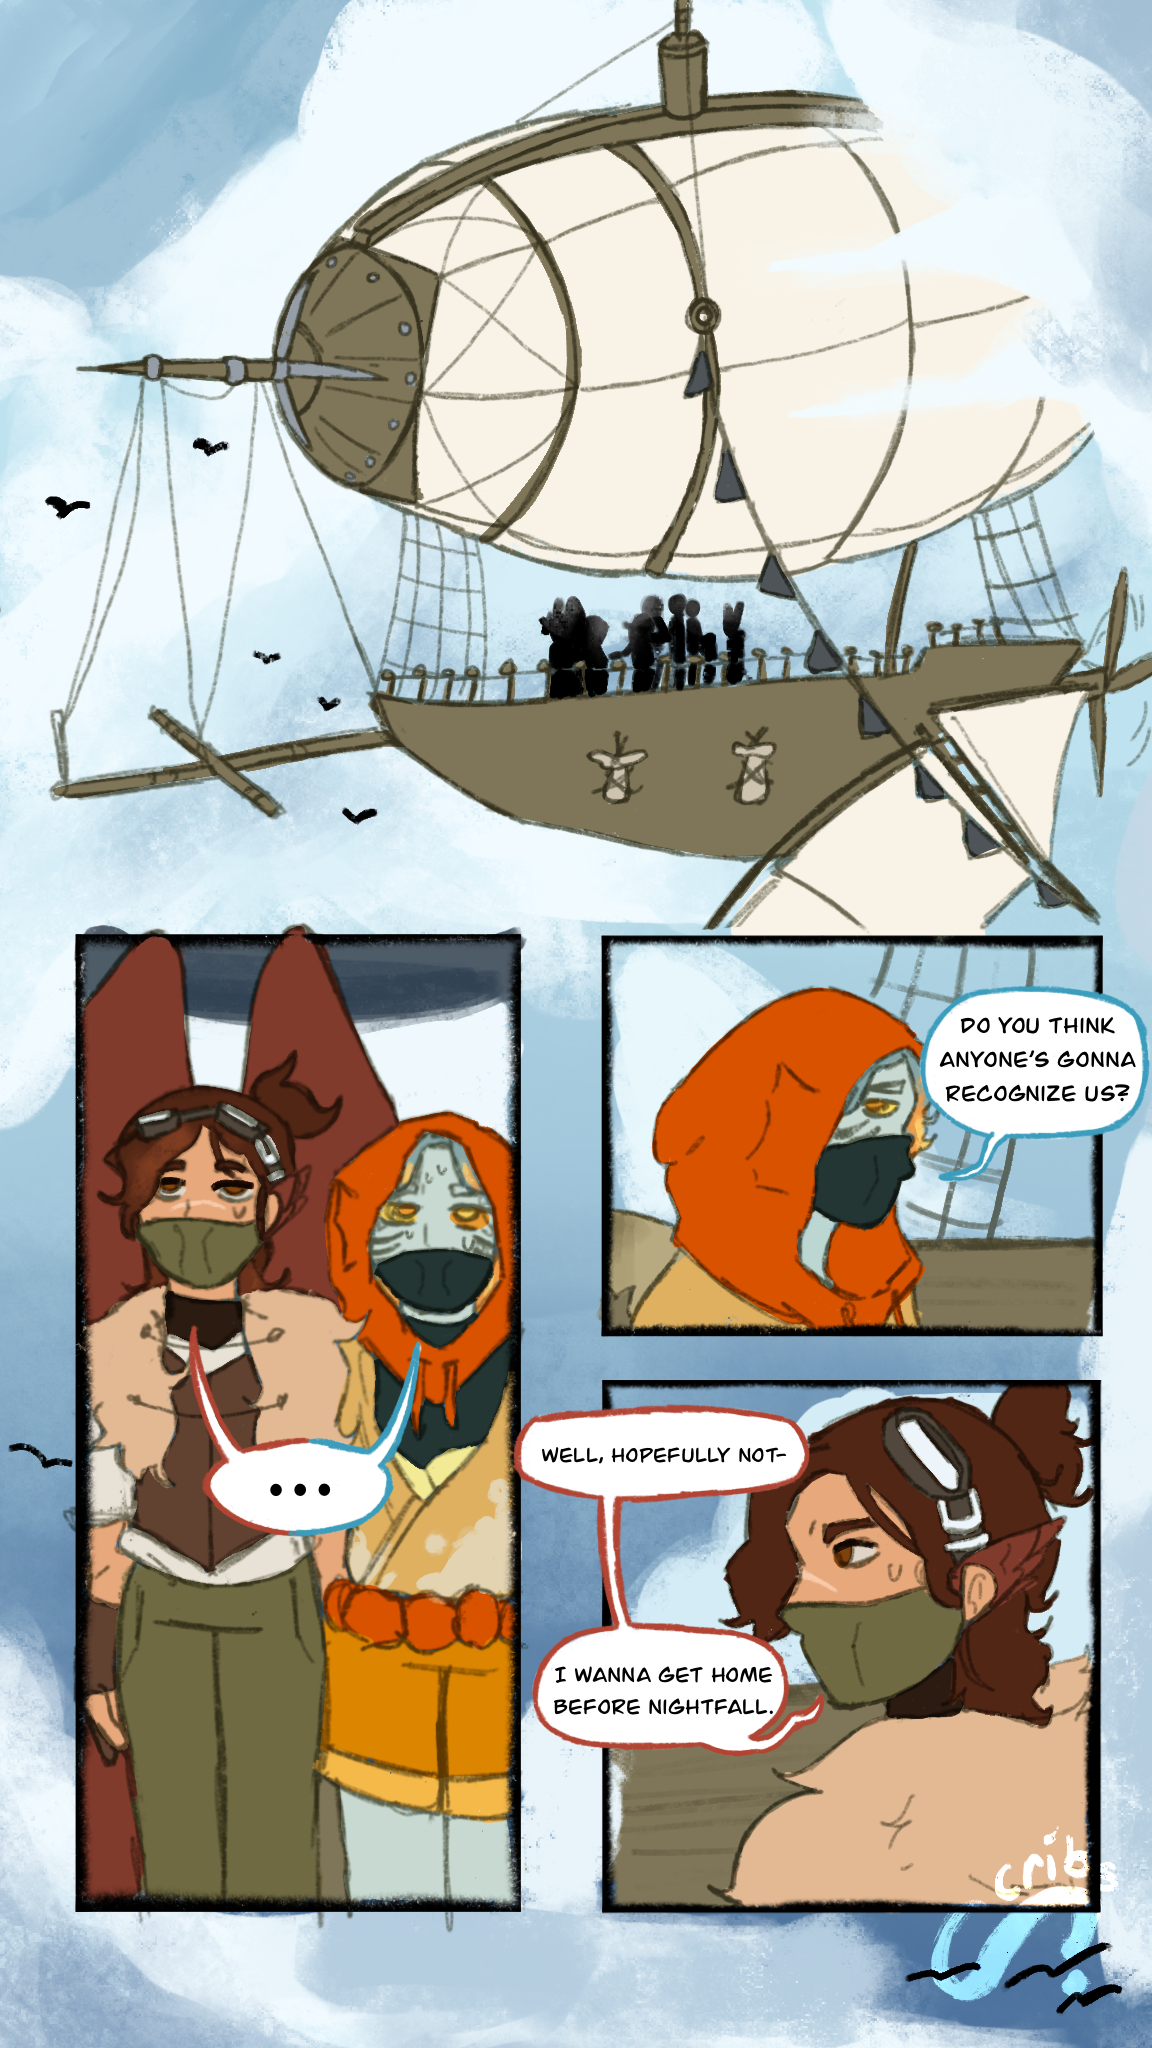 ...
DO YOU THINK
ANYONE'S GONNA
RECOGNIZE US?
WELL, HOPEFULLY NOT-
I WANNA GET HOME
BEFORE NIGHTFALL.
cribs